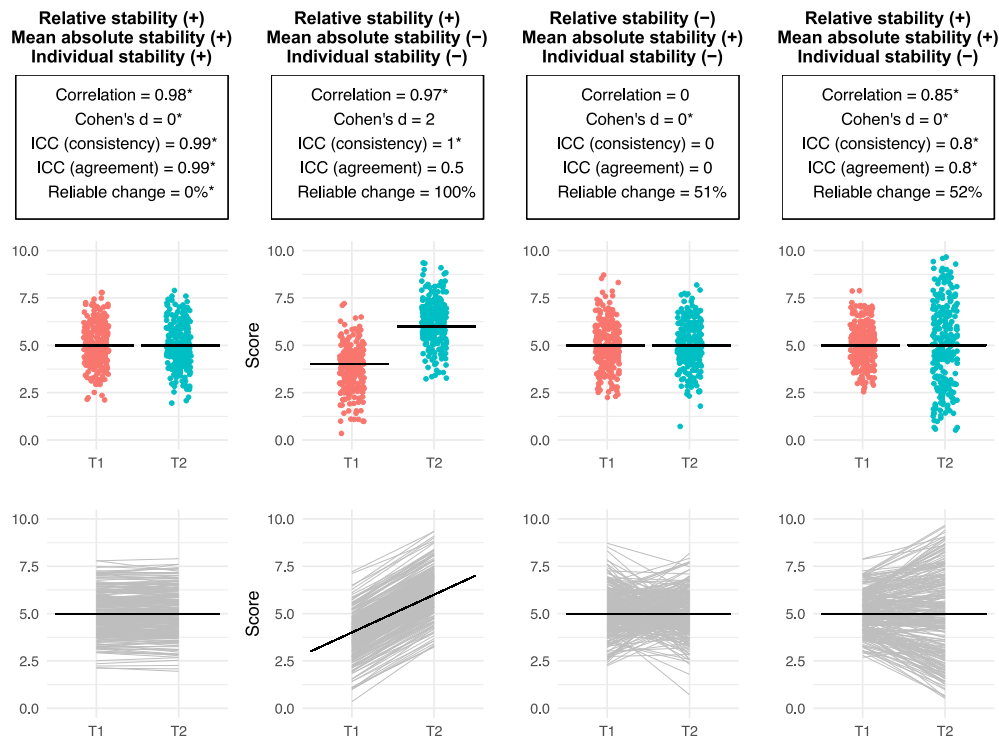 Relative stability (+)
Mean absolute stability (+)
Individual stability (+)
Correlation = 0.98*
Cohen's d = 0*
ICC (consistency) = 0.99*
ICC (agreement) = 0.99*
Reliable change = 0%*
Relative stability (+)
Mean absolute stability (−)
Individual stability (−)
Correlation = 0.97*
Cohen's d = 2
ICC (consistency) = 1*
ICC (agreement) = 0.5
Reliable change = 100%
Relative stability (−)
Mean absolute stability (+)
Individual stability (−)
Correlation = 0
Cohen's d = 0*
ICC (consistency) = 0
ICC (agreement) = 0
Reliable change = 51%
Relative stability (+)
Mean absolute stability (+)
Individual stability (−)
Correlation = 0.85*
Cohen's d = 0*
ICC (consistency) = 0.8*
ICC (agreement) = 0.8*
Reliable change = 52%
10.0
7.5
5.0
2.5
0.0
T1 T2
Score
10.0
7.5
5.0
2.5
0.0
T1 T2
10.0
7.5
5.0
2.5
0.0
T1 T2
10.0
7.5
5.0
2.5
0.0
T1 T2
10.0
7.5
5.0
2.5
0.0
T1 T2
Score
10.0
7.5
5.0
2.5
0.0
T1 T2
10.0
7.5
5.0
2.5
0.0
T1 T2
10.0
7.5
5.0
2.5
0.0
T1 T2